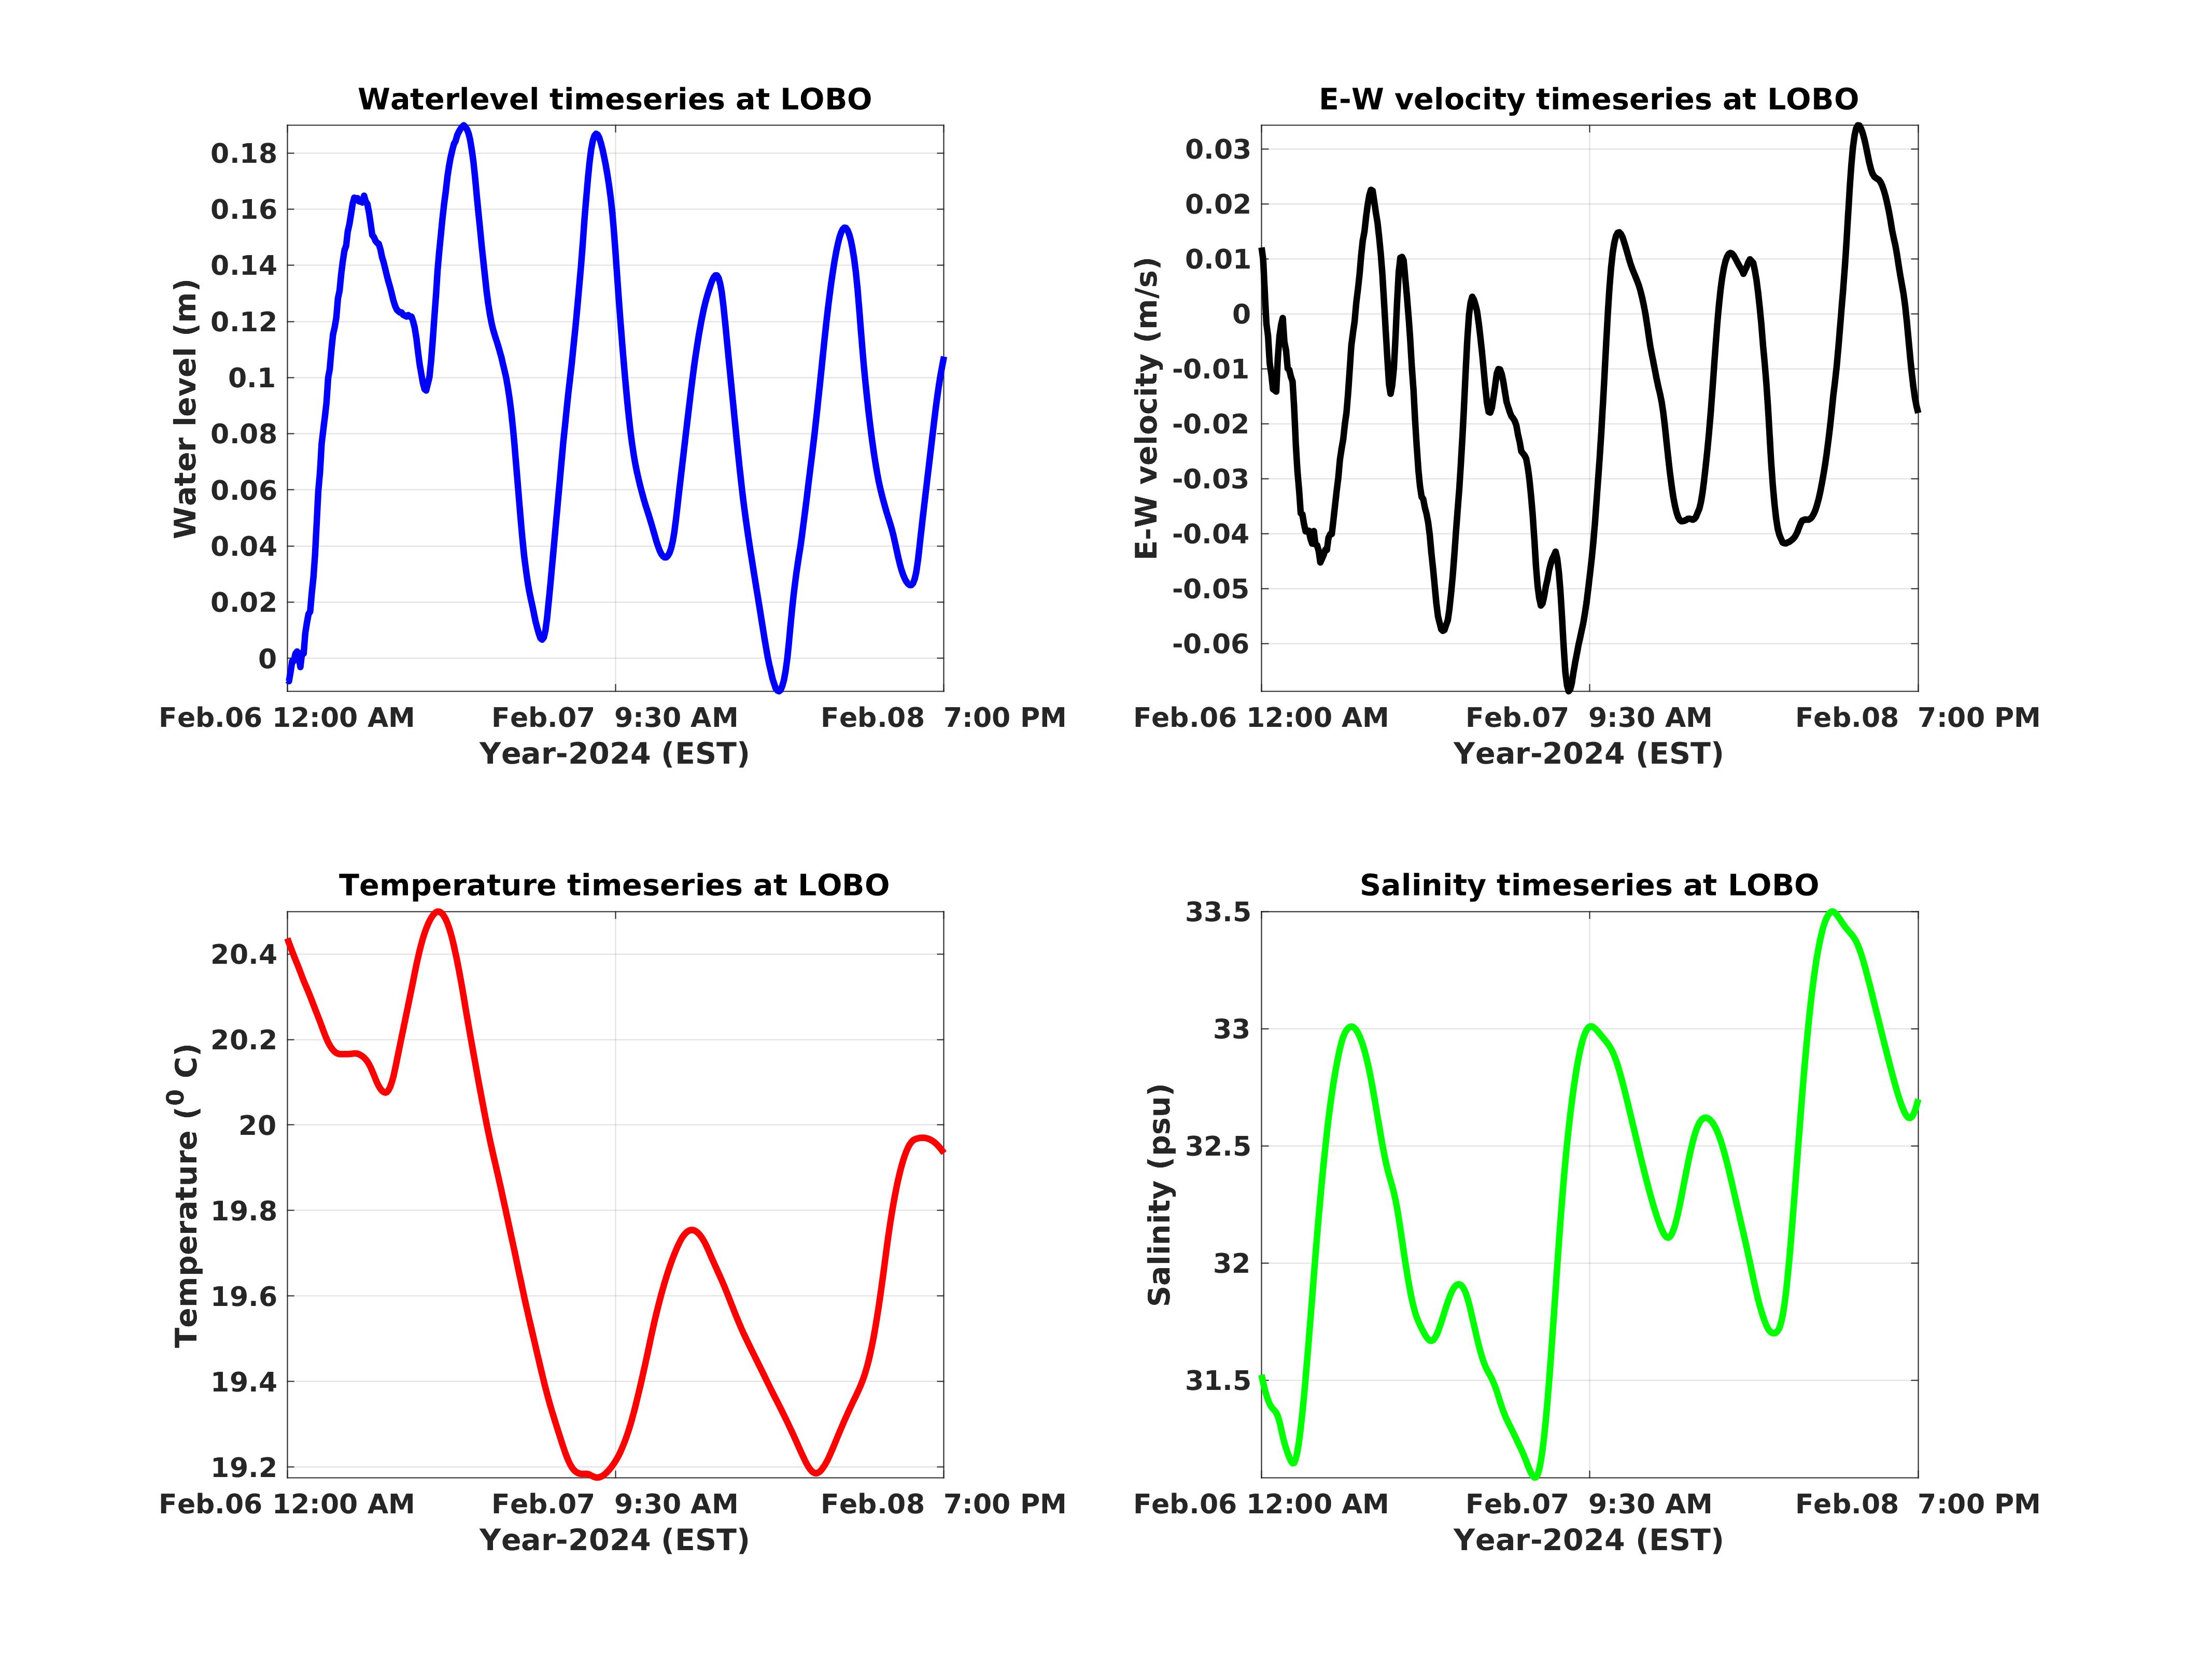 Waterlevel timeseries at LOBO
Water level (m)
0.18
0.16
0.14
0.12
0.1
0.08
0.06
0.04
0.02
0
Feb.06 12:00 AM Feb.07 9:30 AM Feb.08 7:00 PM
Year-2024 (EST)
E-W velocity timeseries at LOBO
E-W velocity (m/s)
0.03
0.02
0.01
0
-0.01
-0.02
-0.03
-0.04
-0.05
-0.06
Feb.06 12:00 AM Feb.07 9:30 AM Feb.08 7:00 PM
Year-2024 (EST)
Temperature timeseries at LOBO
Temperature (⁰ C)
20.4
20.2
20
19.8
19.6
19.4
19.2
Feb.06 12:00 AM Feb.07 9:30 AM Feb.08 7:00 PM
Year-2024 (EST)
Salinity timeseries at LOBO
Salinity (psu)
33.5
33
32.5
32
31.5
Feb.06 12:00 AM Feb.07 9:30 AM Feb.08 7:00 PM
Year-2024 (EST)